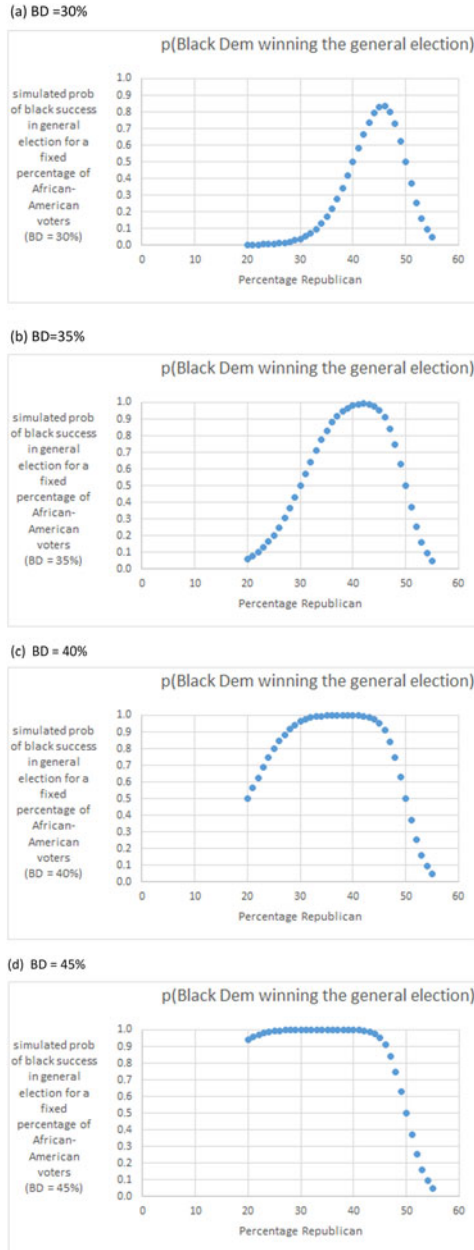 (a) BD =30%
p(Black Dem winning the general election)
simulated prob
of black success
in general
election for a
fixed
percentage of
African-
American
voters
(BD = 30%)
1.0
0.9
0.8
0.7
0.6
0.5
0.4
0.3
0.2
0.1
0.0
0 10 20 30 40 50 60
Percentage Republican
(b) BD=35%
p(Black Dem winning the general election)
simulated prob
of black success
in general
election for a
fixed
percentage of
African-
American
voters
(BD = 35%)
1.0
0.9
0.8
0.7
0.6
0.5
0.4
0.3
0.2
0.1
0.0
0 10 20 30 40 50 60
Percentage Republican
(c) BD = 40%
p(Black Dem winning the general election)
simulated prob
of black success
in general
election for a
fixed
percentage of
African-
American
voters
(BD = 40%)
1.0
0.9
0.8
0.7
0.6
0.5
0.4
0.3
0.2
0.1
0.0
0 10 20 30 40 50 60
Percentage Republican
(d) BD = 45%
p(Black Dem winning the general election)
simulated prob
of black success
in general
election for a
fixed
percentage of
African-
American
voters
(BD = 45%)
1.0
0.9
0.8
0.7
0.6
0.5
0.4
0.3
0.2
0.1
0.0
0 10 20 30 40 50 60
Percentage Republican